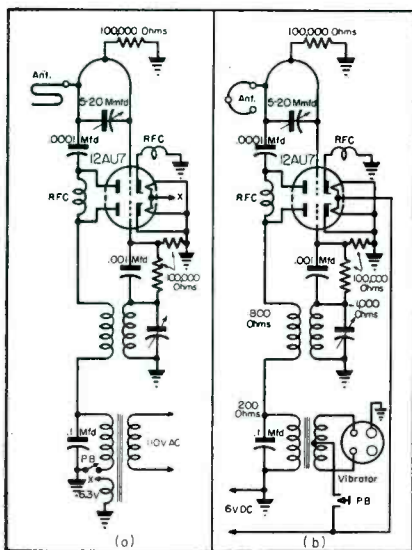 100,000 Ohms
Ant.
5-20 Mmfd
.0001 Mfd
RFC
12AU7
RFC
X
.001 Mfd
100,000
Ohms
.1 Mfd
110V AC
P.B.
X
6.3V
(a)
100,000 Ohms
Ant.
5-20 Mmfd
.0001 Mfd
RFC
12AU7
RFC
.001 Mfd
100,000
Ohms
800
Ohms
1,000
Ohms
200
Ohms
.1 Mfd
Vibrator
PB
6V DC
(b)